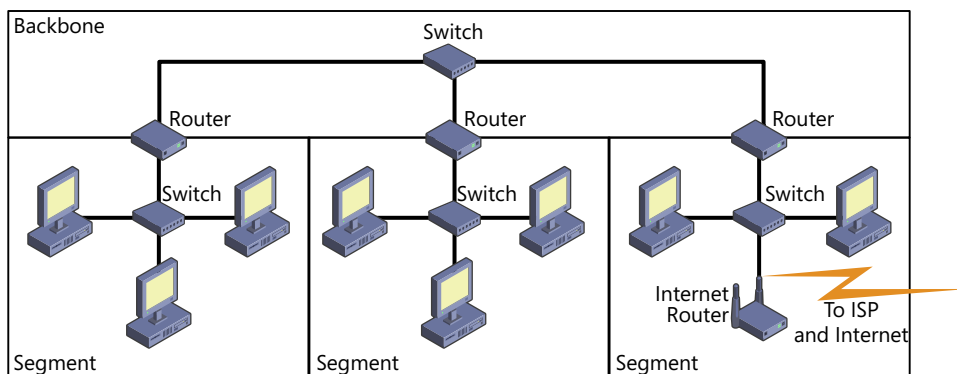 Backbone
Switch
Router
Router
Router
Switch
Switch
Switch
Internet
Router
To ISP
and Internet
Segment
Segment
Segment